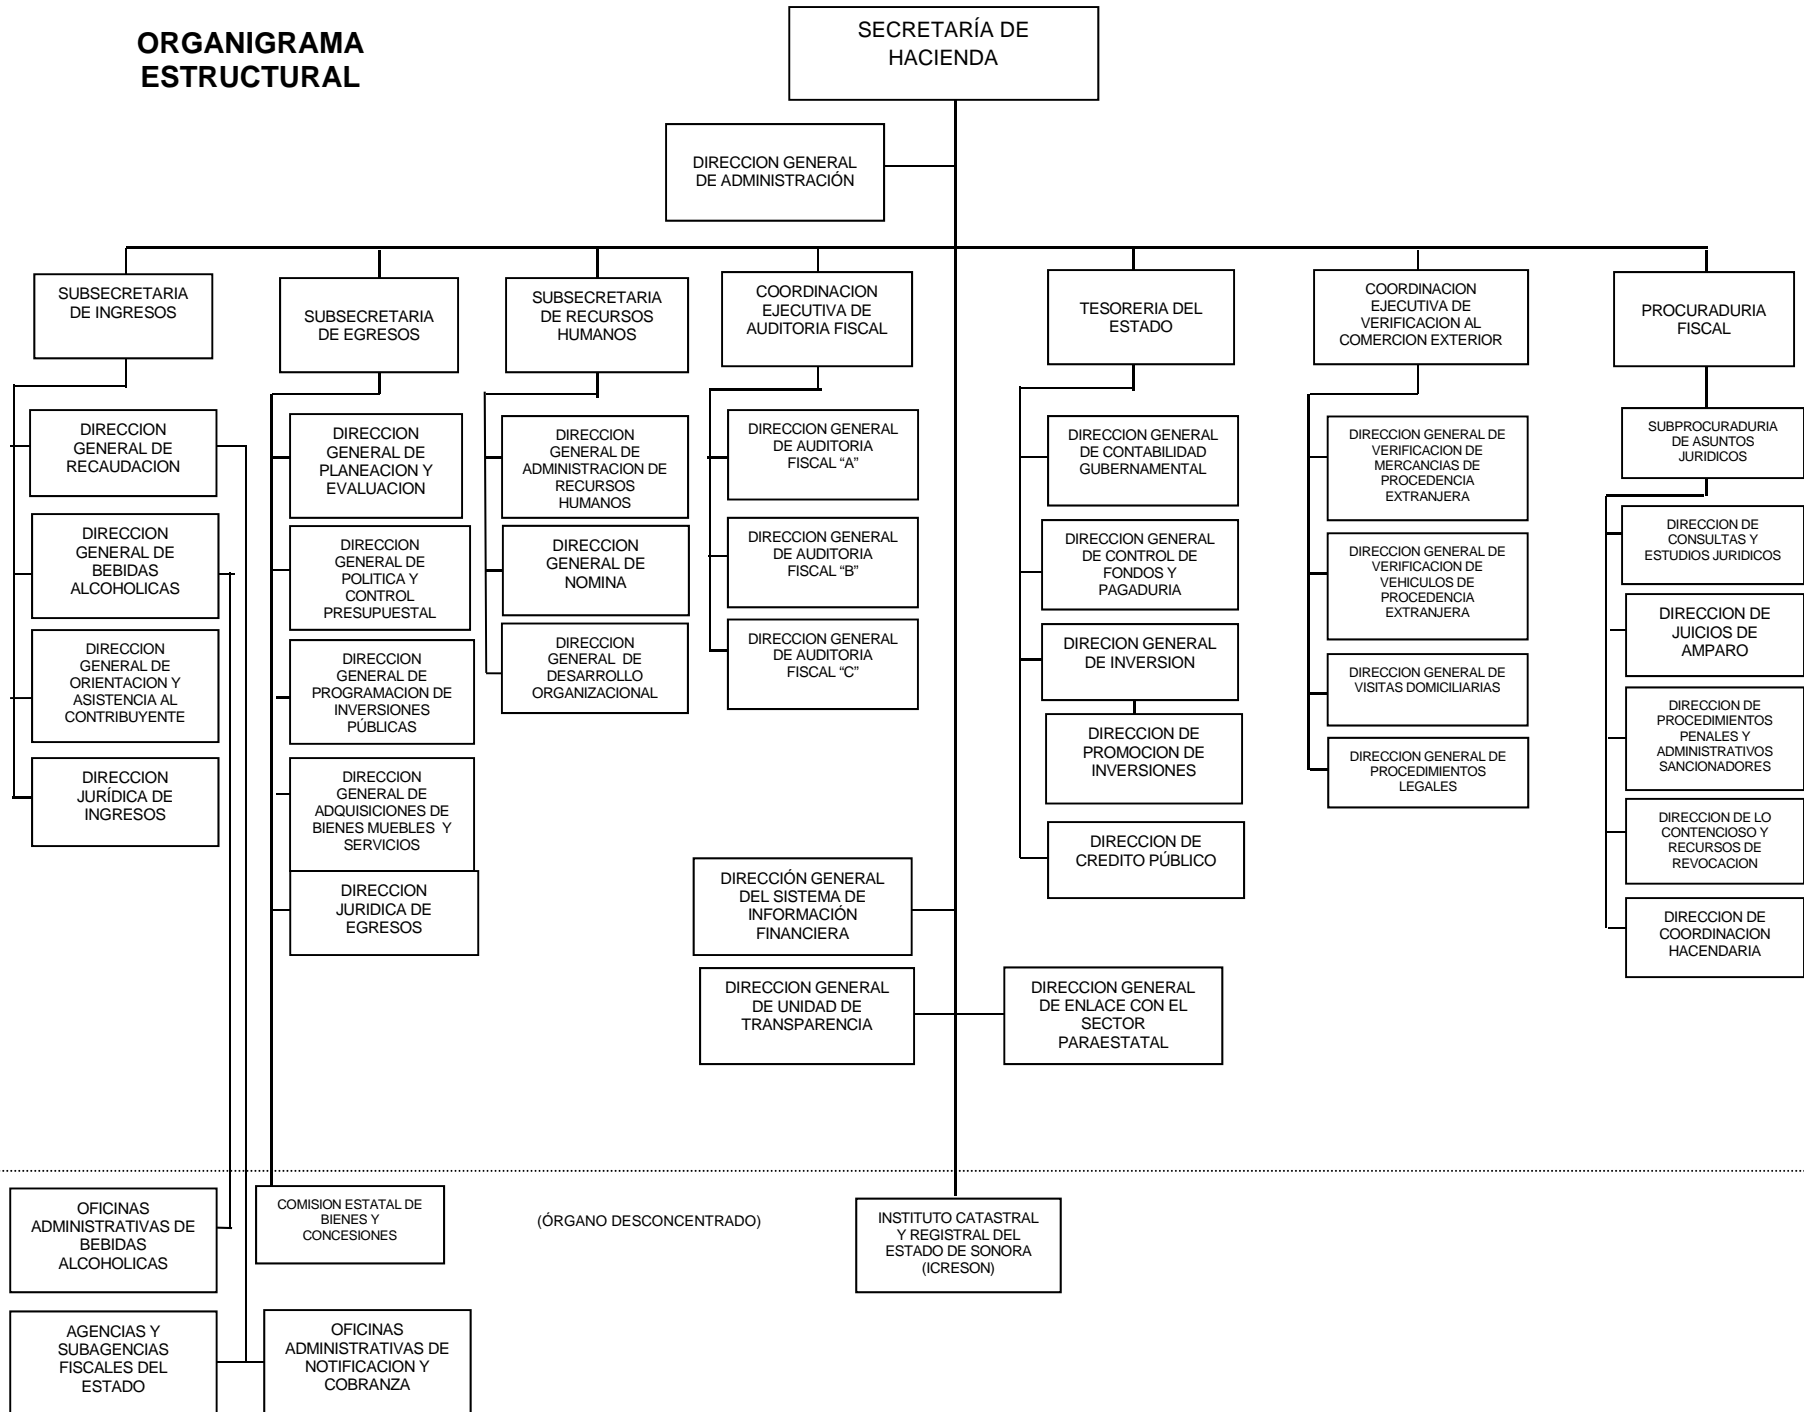 ORGANIGRAMA
ESTRUCTURAL
SECRETARÍA DE
HACIENDA
DIRECCION GENERAL
DE ADMINISTRACIÓN
SUBSECRETARIA
DE INGRESOS
SUBSECRETARIA
DE EGRESOS
SUBSECRETARIA
DE RECURSOS
HUMANOS
COORDINACION
EJECUTIVA DE
AUDITORIA FISCAL
TESORERIA DEL
ESTADO
COORDINACION
EJECUTIVA DE
VERIFICACION AL
COMERCION EXTERIOR
PROCURADURIA
FISCAL
DIRECCION
GENERAL DE
RECAUDACION
DIRECCION
GENERAL DE
BEBIDAS
ALCOHOLICAS
DIRECCION
GENERAL DE
ORIENTACION Y
ASISTENCIA AL
CONTRIBUYENTE
DIRECCION
JURÍDICA DE
INGRESOS
DIRECCION
GENERAL DE
PLANEACION Y
EVALUACION
DIRECCION
GENERAL DE
POLITICA Y
CONTROL
PRESUPUESTAL
DIRECCION
GENERAL DE
PROGRAMACION DE
INVERSIONES
PÚBLICAS
DIRECCION
GENERAL DE
ADQUISICIONES DE
BIENES MUEBLES Y
SERVICIOS
DIRECCION
JURIDICA DE
EGRESOS
DIRECCION
GENERAL DE
ADMINISTRACION DE
RECURSOS
HUMANOS
DIRECCION
GENERAL DE
NOMINA
DIRECCION
GENERAL DE
DESARROLLO
ORGANIZACIONAL
DIRECCION GENERAL
DE AUDITORIA
FISCAL “A”
DIRECCION GENERAL
DE AUDITORIA
FISCAL “B”
DIRECCION GENERAL
DE AUDITORIA
FISCAL “C”
DIRECCION GENERAL
DE CONTABILIDAD
GUBERNAMENTAL
DIRECCION GENERAL
DE CONTROL DE
FONDOS Y
PAGADURIA
DIRECION GENERAL
DE INVERSION
DIRECCION DE
PROMOCION DE
INVERSIONES
DIRECCION DE
CREDITO PÚBLICO
DIRECCION GENERAL DE
VERIFICACION DE
MERCANCIAS DE
PROCEDENCIA
EXTRANJERA
DIRECCION GENERAL DE
VERIFICACION DE
VEHICULOS DE
PROCEDENCIA
EXTRANJERA
DIRECCION GENERAL DE
VISITAS DOMICILIARIAS
DIRECCION GENERAL DE
PROCEDIMIENTOS
LEGALES
SUBPROCURADURIA
DE ASUNTOS
JURIDICOS
DIRECCION DE
CONSULTAS Y
ESTUDIOS JURIDICOS
DIRECCION DE
JUICIOS DE
AMPARO
DIRECCION DE
PROCEDIMIENTOS
PENALES Y
ADMINISTRATIVOS
SANCIONADORES
DIRECCION DE LO
CONTENCIOSO Y
RECURSOS DE
REVOCACION
DIRECCION DE
COORDINACION
HACENDARIA
DIRECCIÓN GENERAL
DEL SISTEMA DE
INFORMACIÓN
FINANCIERA
DIRECCION GENERAL
DE UNIDAD DE
TRANSPARENCIA
DIRECCION GENERAL
DE ENLACE CON EL
SECTOR
PARAESTATAL
OFICINAS
ADMINISTRATIVAS DE
BEBIDAS
ALCOHOLICAS
COMISION ESTATAL DE
BIENES Y
CONCESIONES
(ÓRGANO DESCONCENTRADO)
INSTITUTO CATASTRAL
Y REGISTRAL DEL
ESTADO DE SONORA
(ICRESON)
AGENCIAS Y
SUBAGENCIAS
FISCALES DEL
ESTADO
OFICINAS
ADMINISTRATIVAS DE
NOTIFICACION Y
COBRANZA